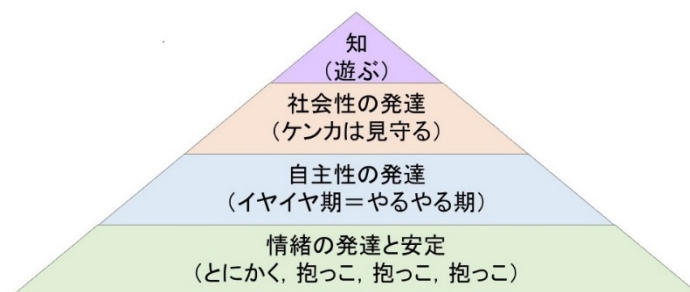 知
（遊ぶ）
社会性の発達
（ケンカは見守る）
自主性の発達
（イヤイヤ期＝やるやる期）
情緒の発達と安定
（とにかく，抱っこ，抱っこ，抱っこ）